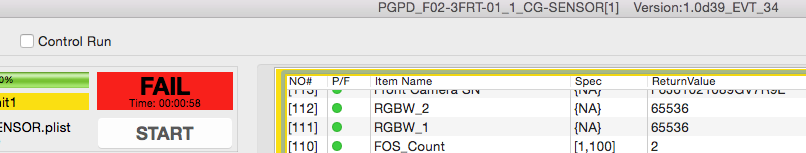 PGPD_F02-3FRT-01_1_CG-SENSOR[1] Version:1.0d39_EVT_34
Control Run
0%
FAIL
Time: 00:00:58
nit1
ENSOR.plist
START
NO# P/F Item Name Spec ReturnValue
[113] Front Camera SN {NA}
[112] RGBW_2 {NA} 65536
[111] RGBW_1 {NA} 65536
[110] FOS_Count [1,100] 2